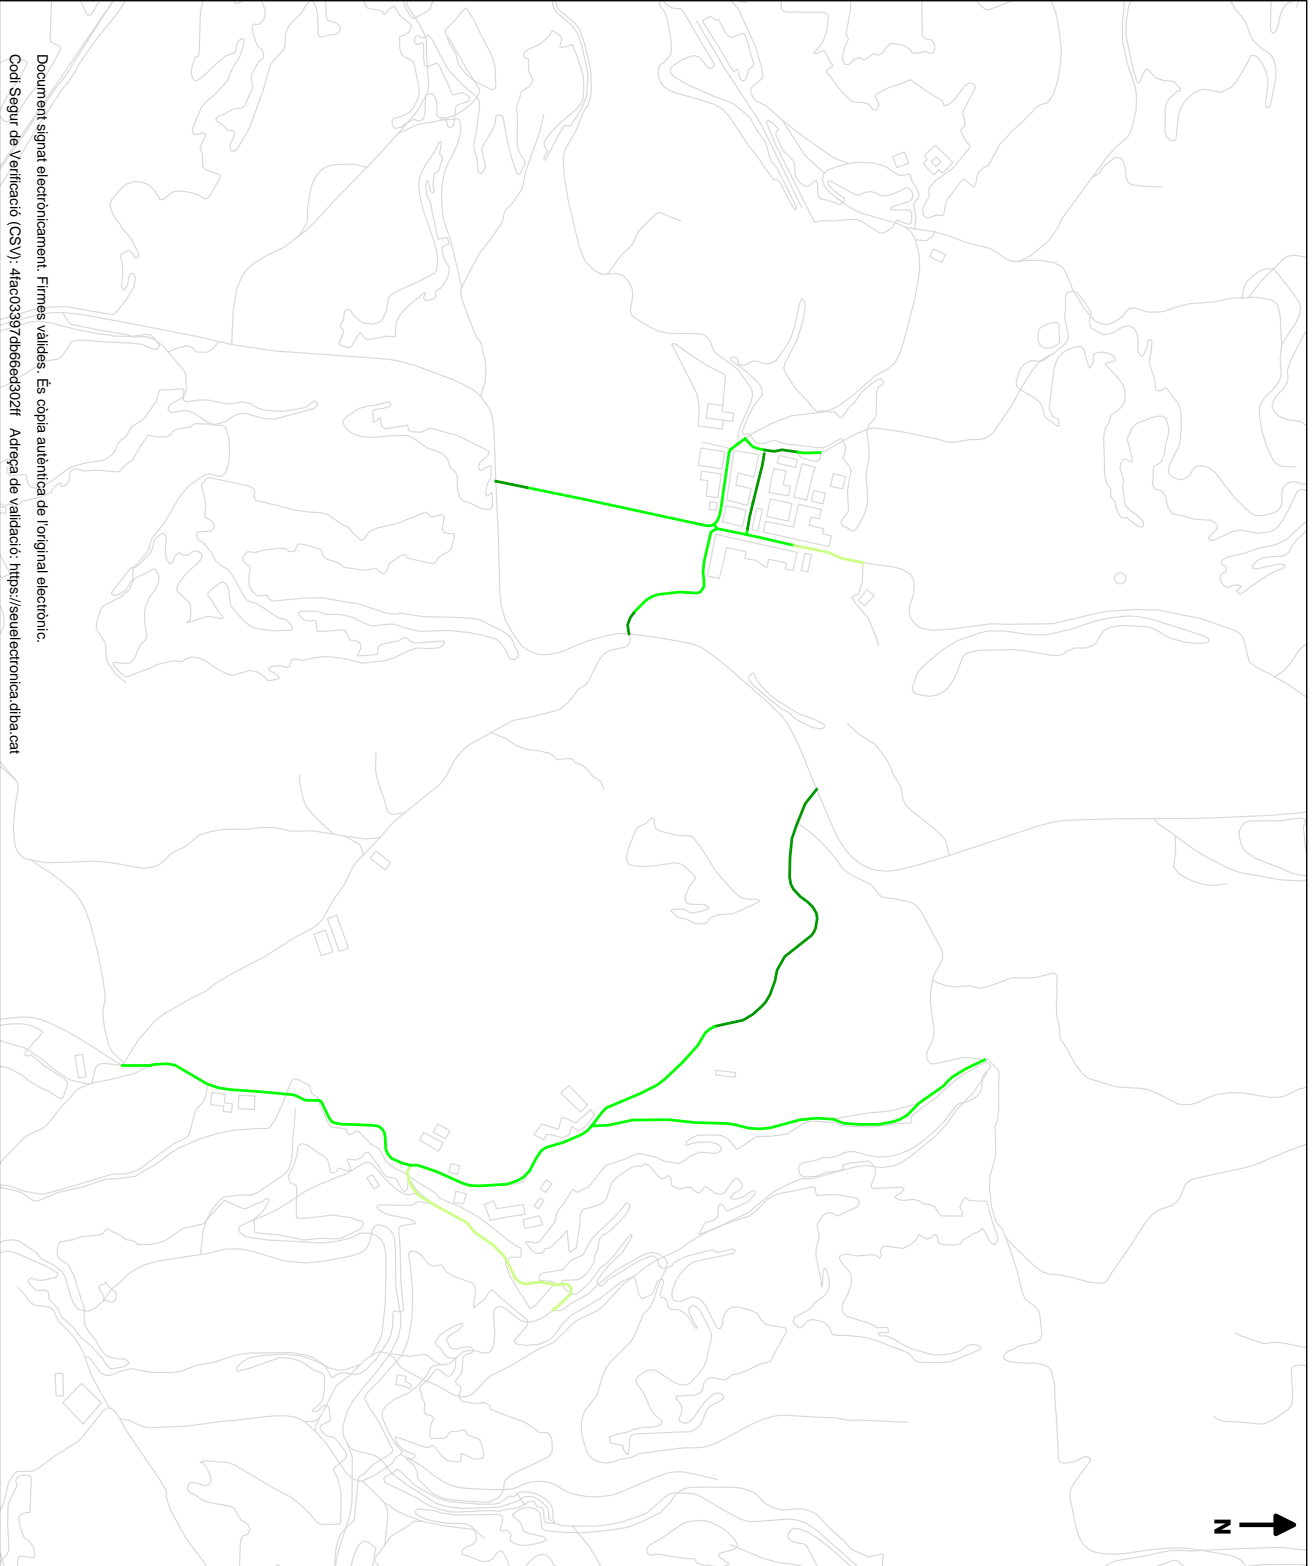 Document signat electrònicament. Firmes vàlides. És còpia autèntica de l'original electrònic.
Codi Segur de Verificació (CSV): 4fac03397db66ed302ff Adreça de validació: https://seuelectronica.diba.cat
N